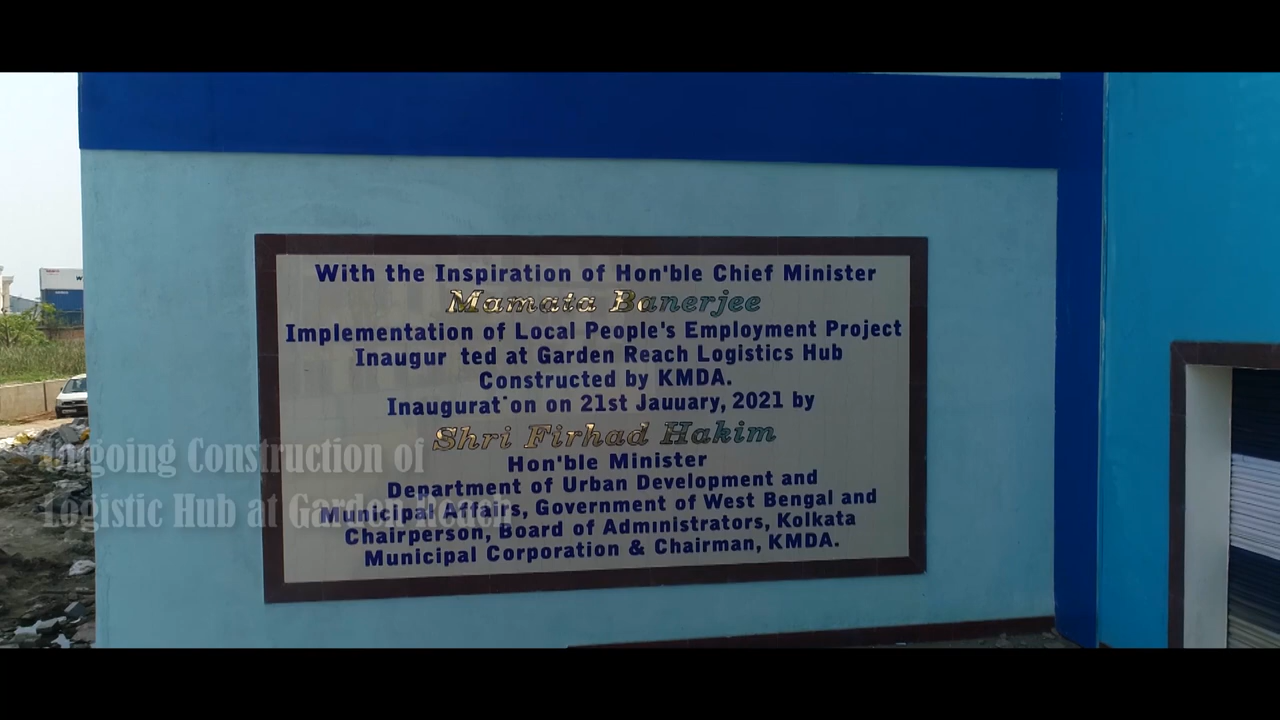 With the Inspiration of Hon'ble Chief Minister
Mamata Banerjee
Implementation of Local People's Employment Project
Inaugur ted at Garden Reach Logistics Hub
Constructed by KMDA.
Inaugurat on on 21st Jauuary, 2021 by
Shri Firhad Hakim
Hon'ble Minister
Department of Urban Development and
Municipal Affairs, Government of West Bengal and
Chairperson, Board of Administrators, Kolkata
Municipal Corporation & Chairman, KMDA.
Ongoing Construction of
Logistic Hub at Garden Reach